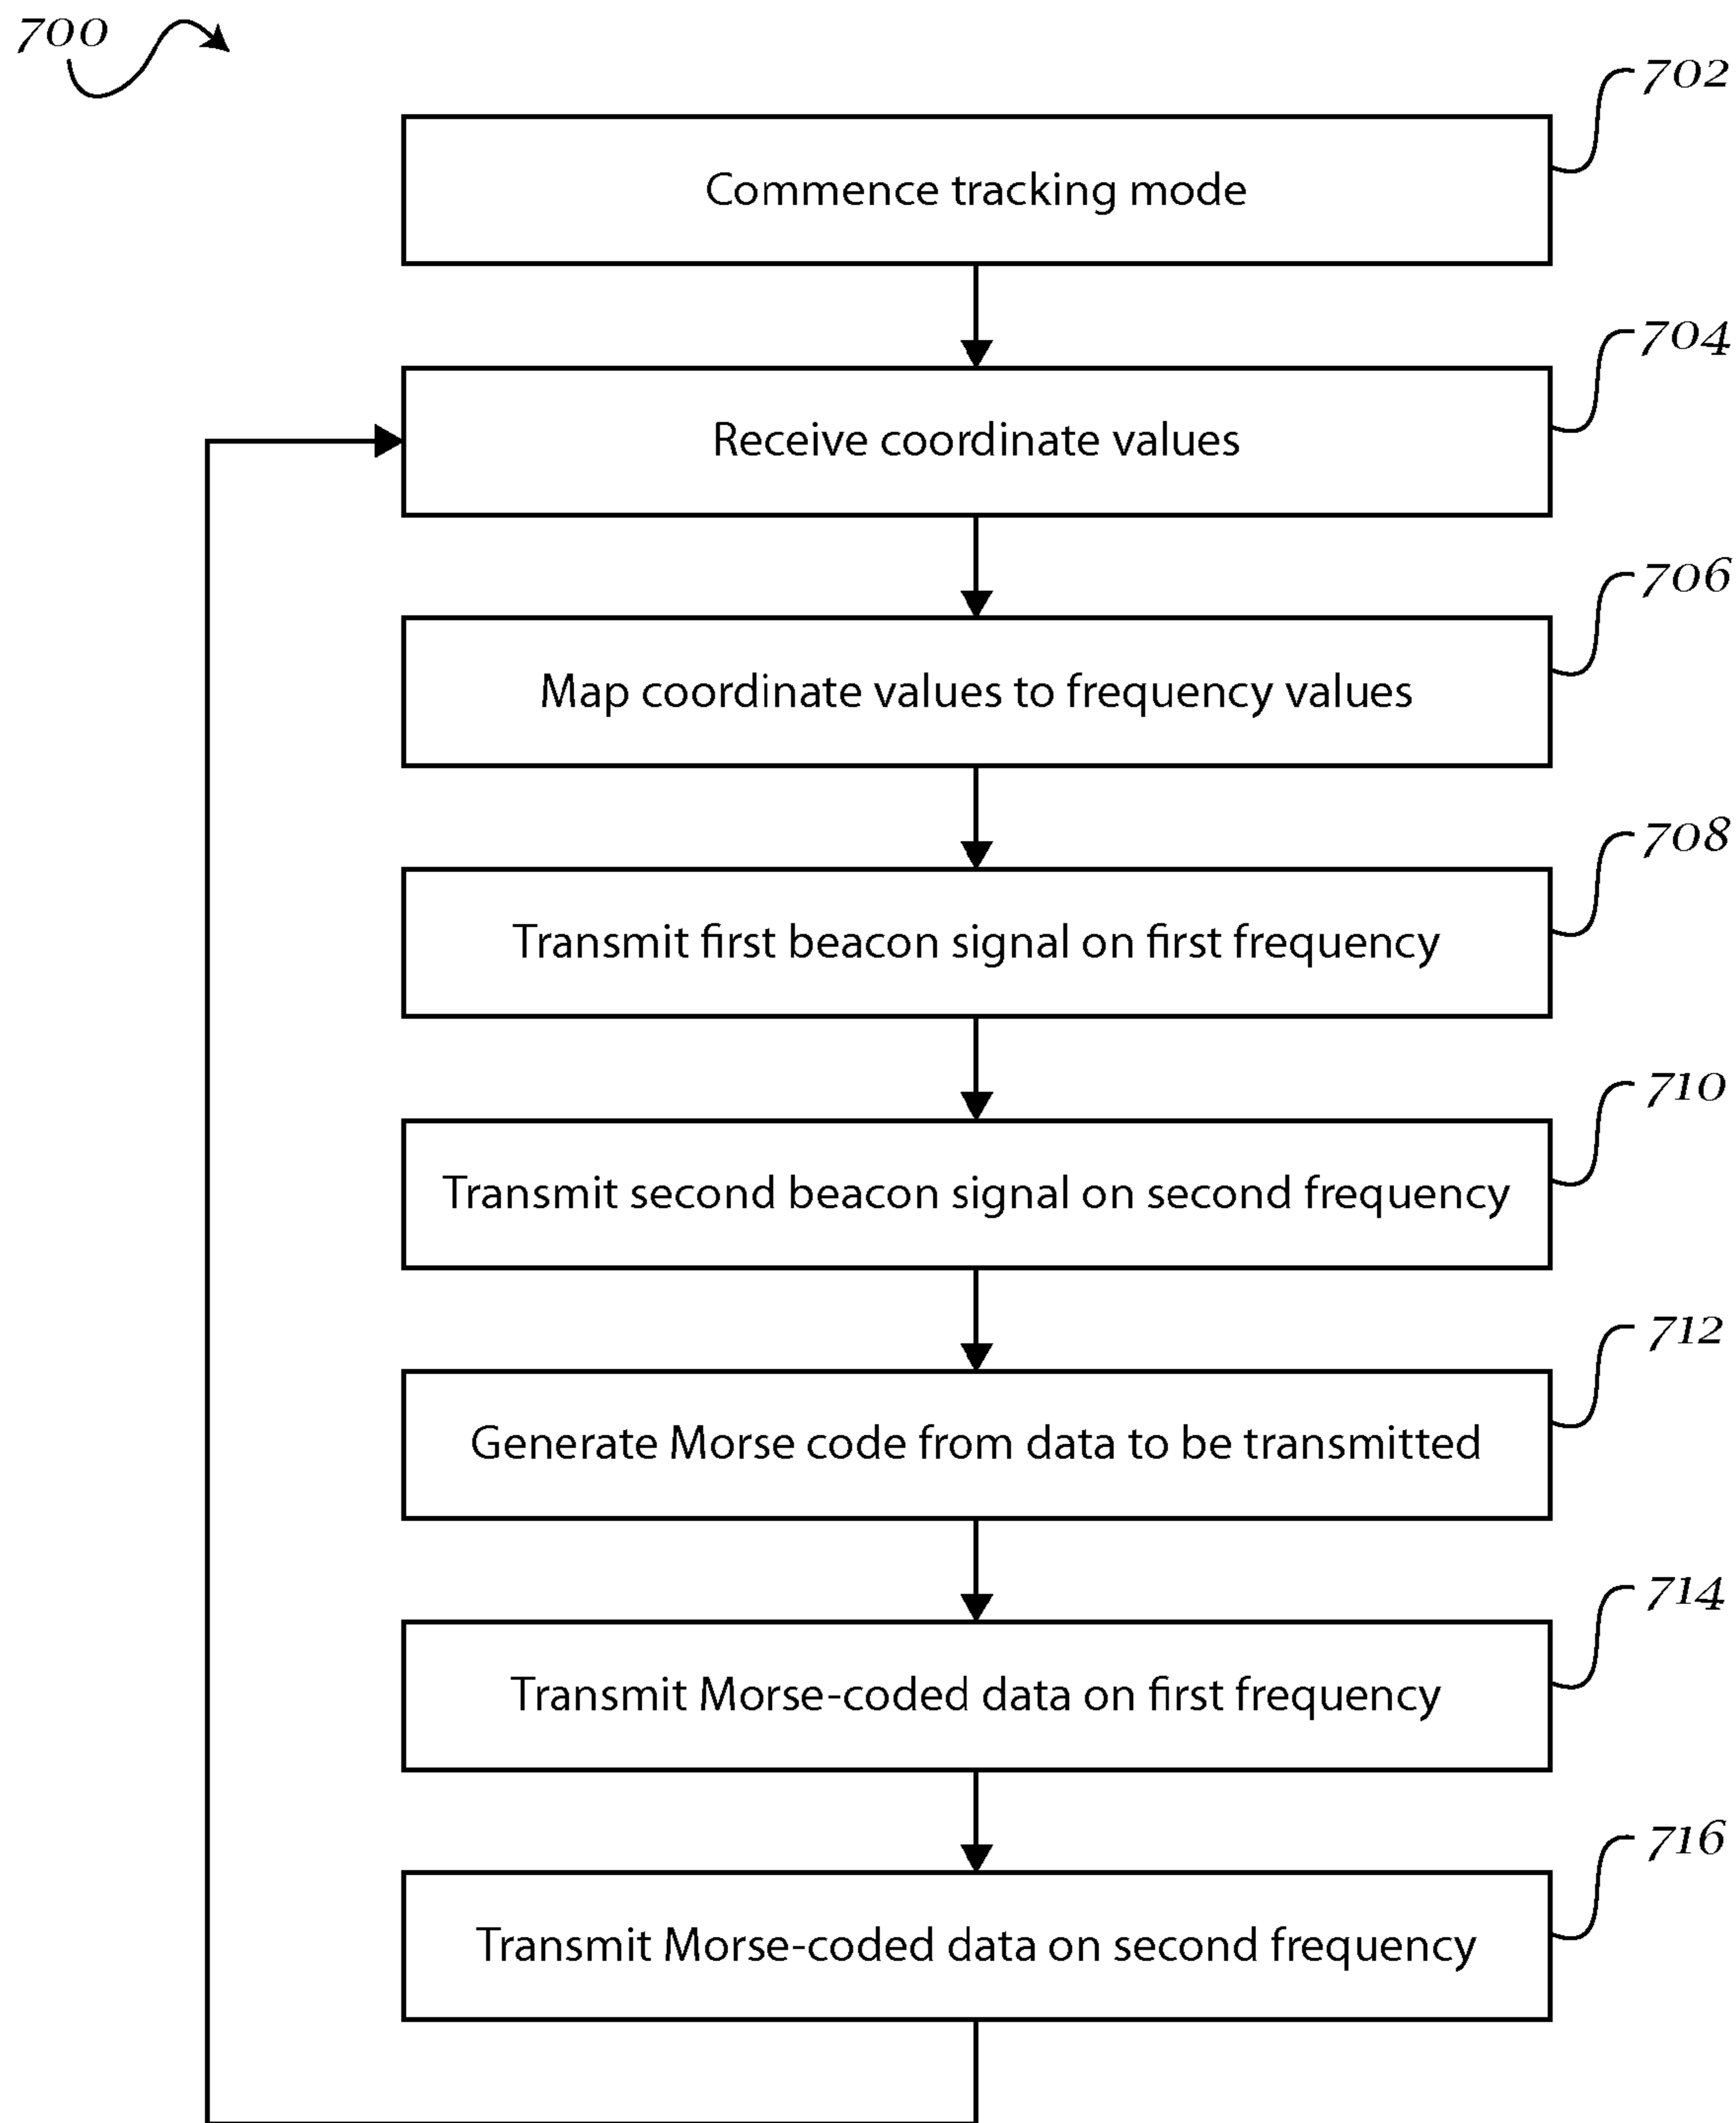 700
702
Commence tracking mode
704
Receive coordinate values
706
Map coordinate values to frequency values
708
Transmit first beacon signal on first frequency
710
Transmit second beacon signal on second frequency
712
Generate Morse code from data to be transmitted
714
Transmit Morse-coded data on first frequency
716
Transmit Morse-coded data on second frequency